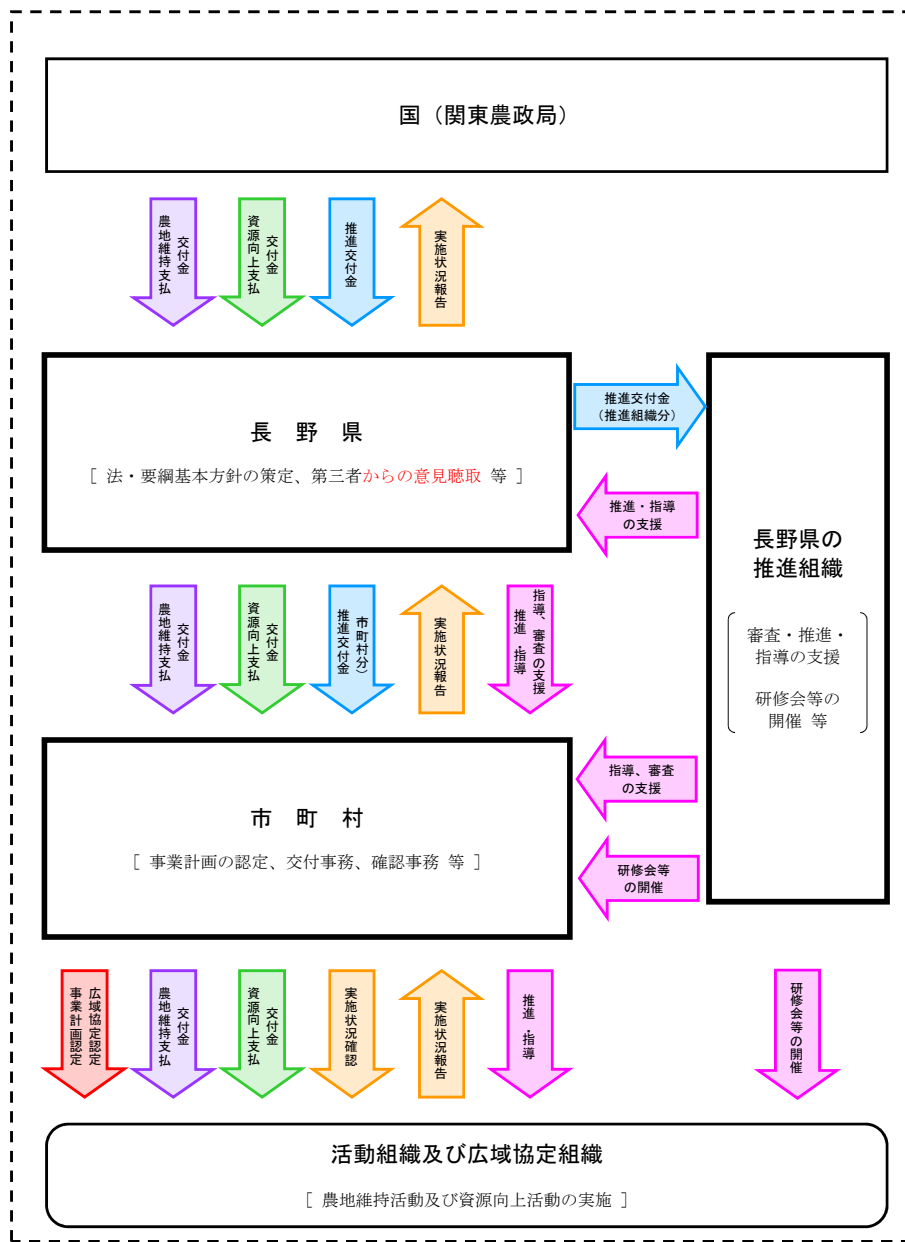 国（関東農政局）
農地維持支払
交付金
資源向上支払
交付金
推進交付金
実施状況報告
長　野　県
［ 法・要綱基本方針の策定、第三者からの意見聴取 等 ］
推進交付金
（推進組織分）
推進・指導
の支援
長野県の
推進組織
審査・推進・
指導の支援
研修会等の
開催 等
農地維持支払
交付金
資源向上支払
交付金
推進交付金
市町村分）
実施状況報告
指導、審査の支援
推進・指導
市　町　村
［ 事業計画の認定、交付事務、確認事務 等 ］
指導、審査
の支援
研修会等
の開催
広域協定認定
事業計画認定
農地維持支払
交付金
資源向上支払
交付金
実施状況確認
実施状況報告
推進・指導
研修会等の開催
活動組織及び広域協定組織
［ 農地維持活動及び資源向上活動の実施 ］